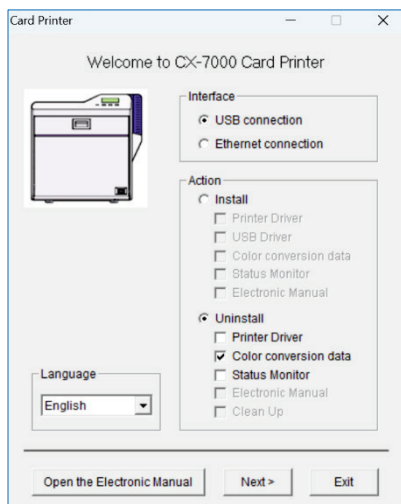 Card Printer
Welcome to CX-7000 Card Printer
Interface
USB connection
Ethernet connection
Action
Install
Printer Driver
USB Driver
Color conversion data
Status Monitor
Electronic Manual
Uninstall
Printer Driver
Color conversion data
Status Monitor
Electronic Manual
Clean Up
Language
English
Open the Electronic Manual
Next >
Exit